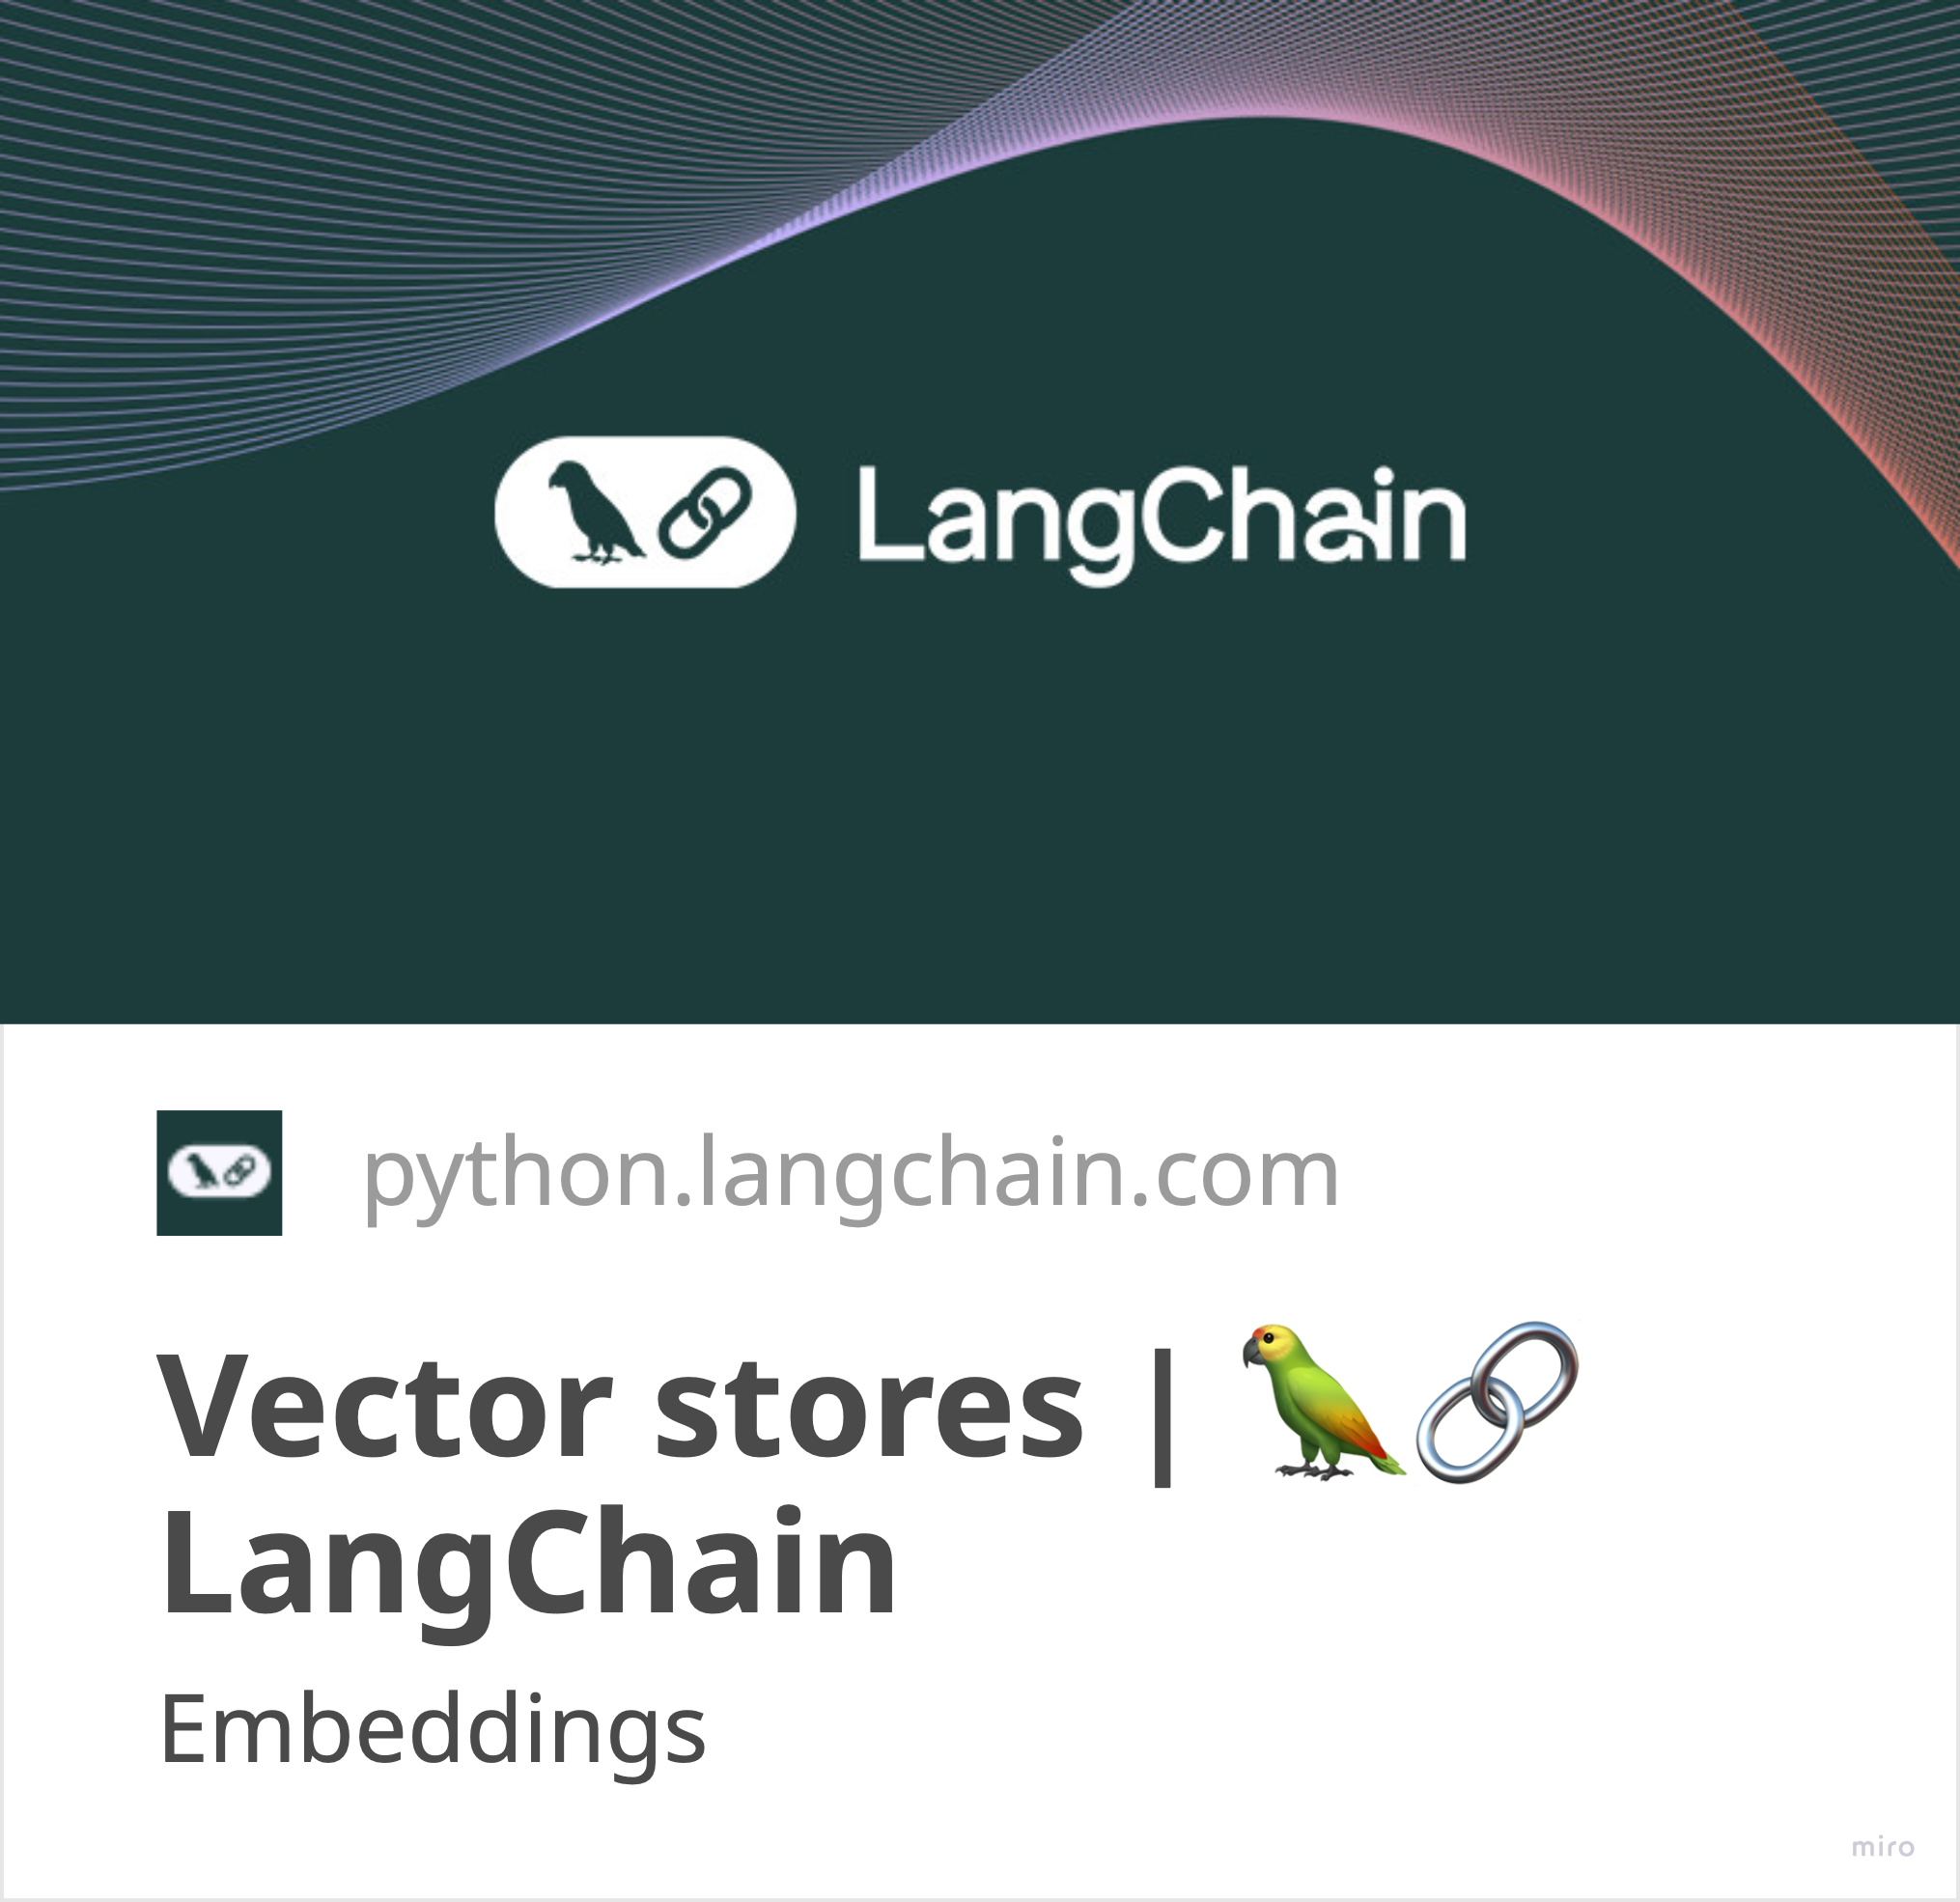 LangChain
python.langchain.com
Vector stores | 🦜🔗
LangChain
Embeddings
miro